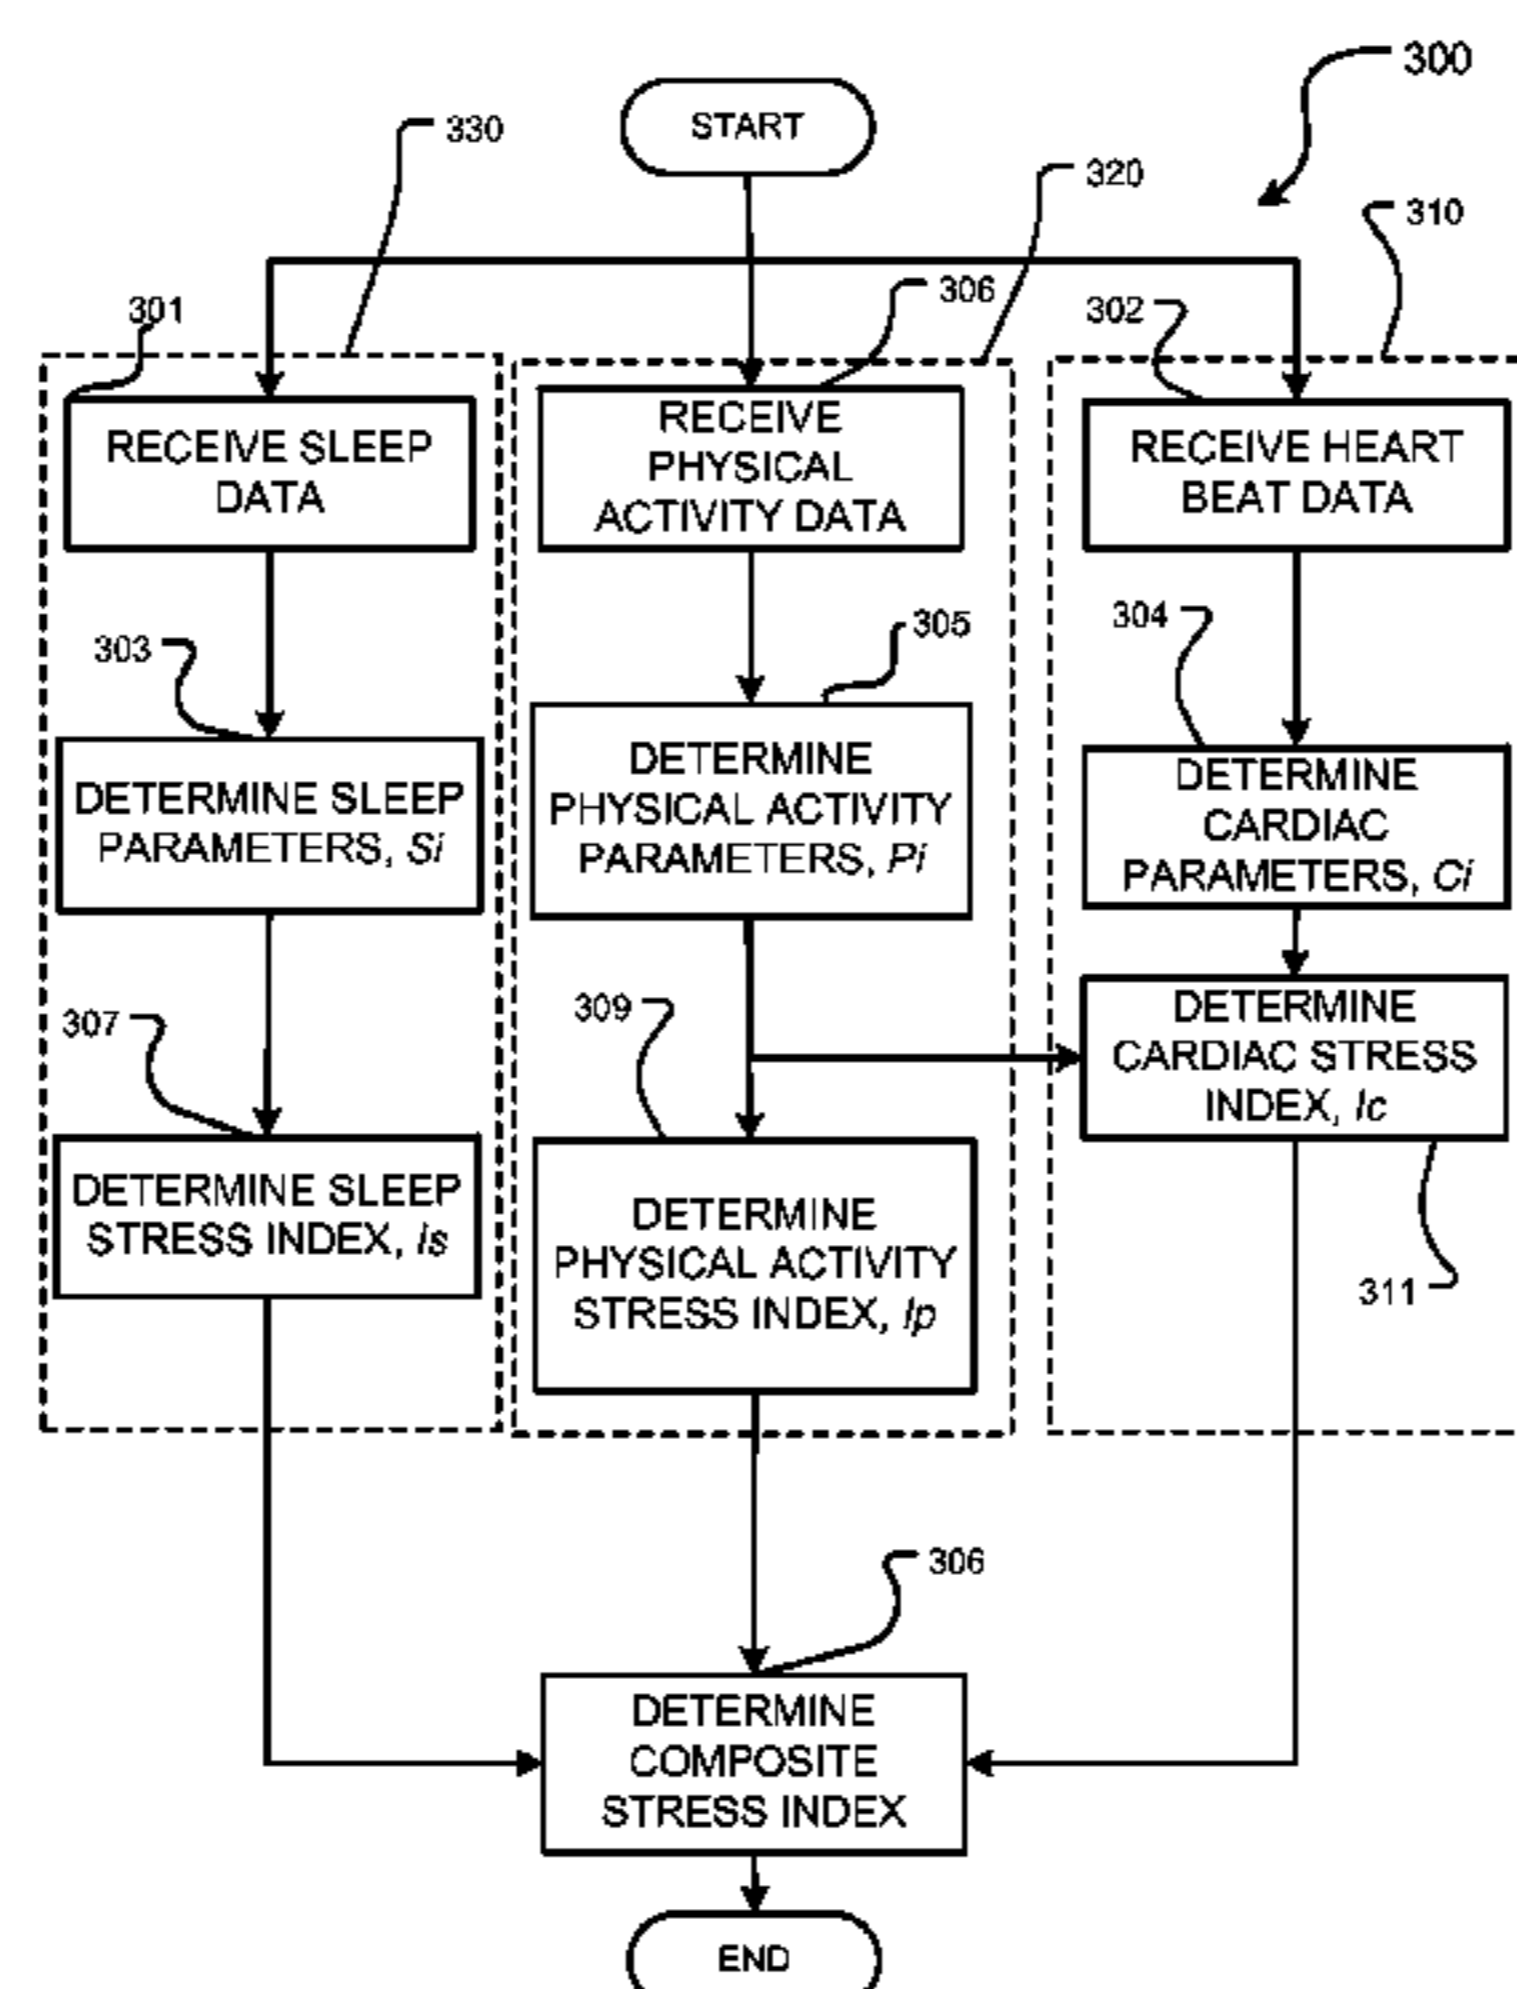 300
START
330
320
310
301
306
302
RECEIVE SLEEP
DATA
RECEIVE
PHYSICAL
ACTIVITY DATA
RECEIVE HEART
BEAT DATA
303
305
304
DETERMINE SLEEP
PARAMETERS, Si
DETERMINE
PHYSICAL ACTIVITY
PARAMETERS, Pi
DETERMINE
CARDIAC
PARAMETERS, Ci
307
309
DETERMINE
CARDIAC STRESS
INDEX, Ic
311
DETERMINE SLEEP
STRESS INDEX, Is
DETERMINE
PHYSICAL ACTIVITY
STRESS INDEX, Ip
306
DETERMINE
COMPOSITE
STRESS INDEX
END